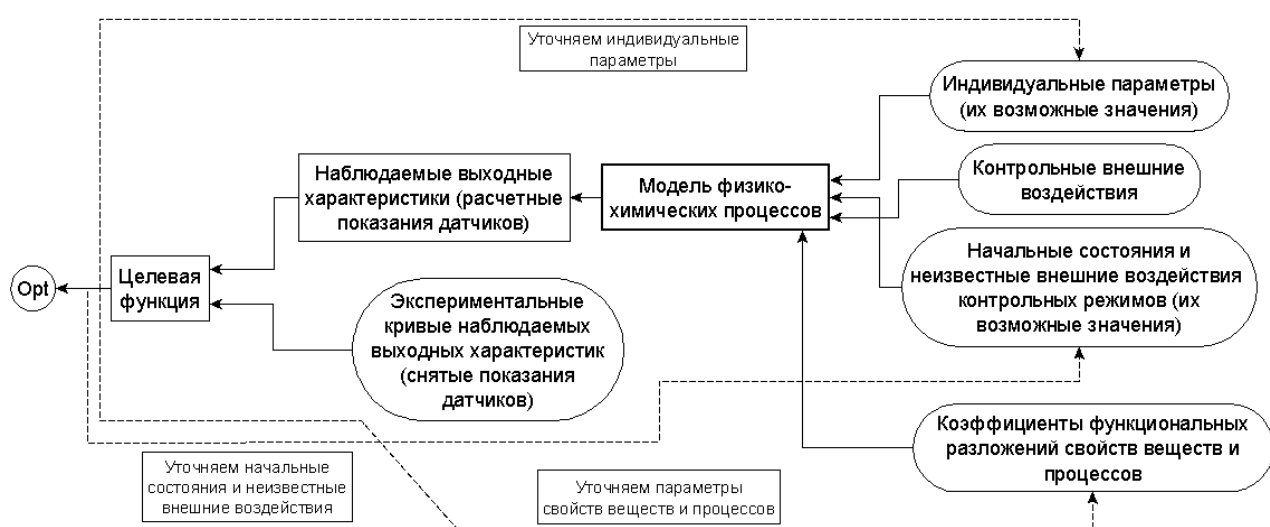 Уточняем индивидуальные
параметры
Индивидуальные параметры
(их возможные значения)
Наблюдаемые выходные
характеристики (расчетные
показания датчиков)
Модель физико-
химических процессов
Контрольные внешние
воздействия
Opt
Целевая
функция
Начальные состояния и
неизвестные внешние воздействия
контрольных режимов (их
возможные значения)
Экспериментальные
кривые наблюдаемых
выходных характеристик
(снятые показания
датчиков)
Коэффициенты функциональных
разложений свойств веществ и
процессов
Уточняем начальные
состояния и неизвестные
внешние воздействия
Уточняем параметры
свойств веществ и процессов